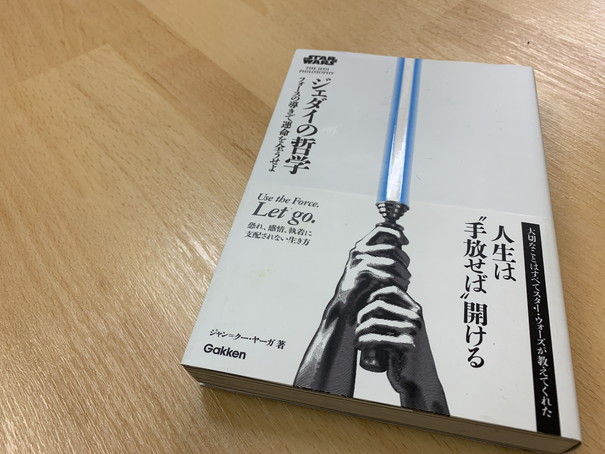 STAR
WARS
THE JEDI
PHILOSOPHY
ジェダイの哲学
フォースの導きで運命を全うせよ
Use the Force.
Let go.
恐れ、感情、執着に
支配されない生き方
人生は
〝手放せば〟開ける
大切なことはすべてスター・ウォーズが教えてくれた
ジャン=クー・ヤーガ 著
Gakken